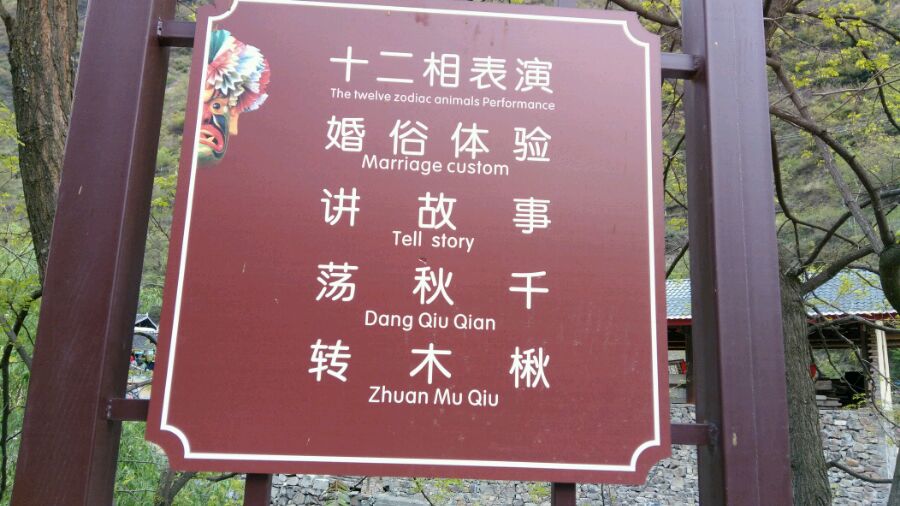 十二相表演
The twelve zodiac animals Performance
婚俗体验
Marriage custom
讲故事
Tell story
荡秋千
Dang Qiu Qian
转木楸
Zhuan Mu Qiu